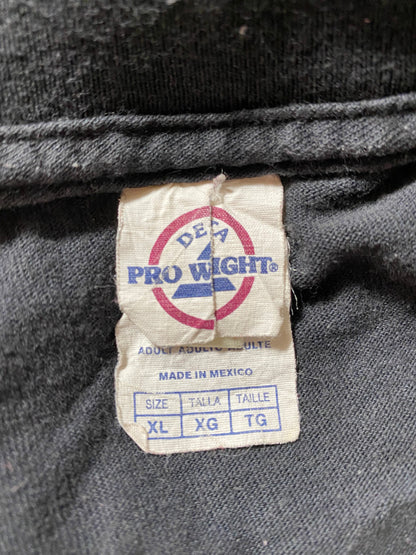 DELTA
PRO WEIGHT®
ADULT ADULTO ADULTE
MADE IN MEXICO
SIZE TALLA TAILLE
XL XG TG